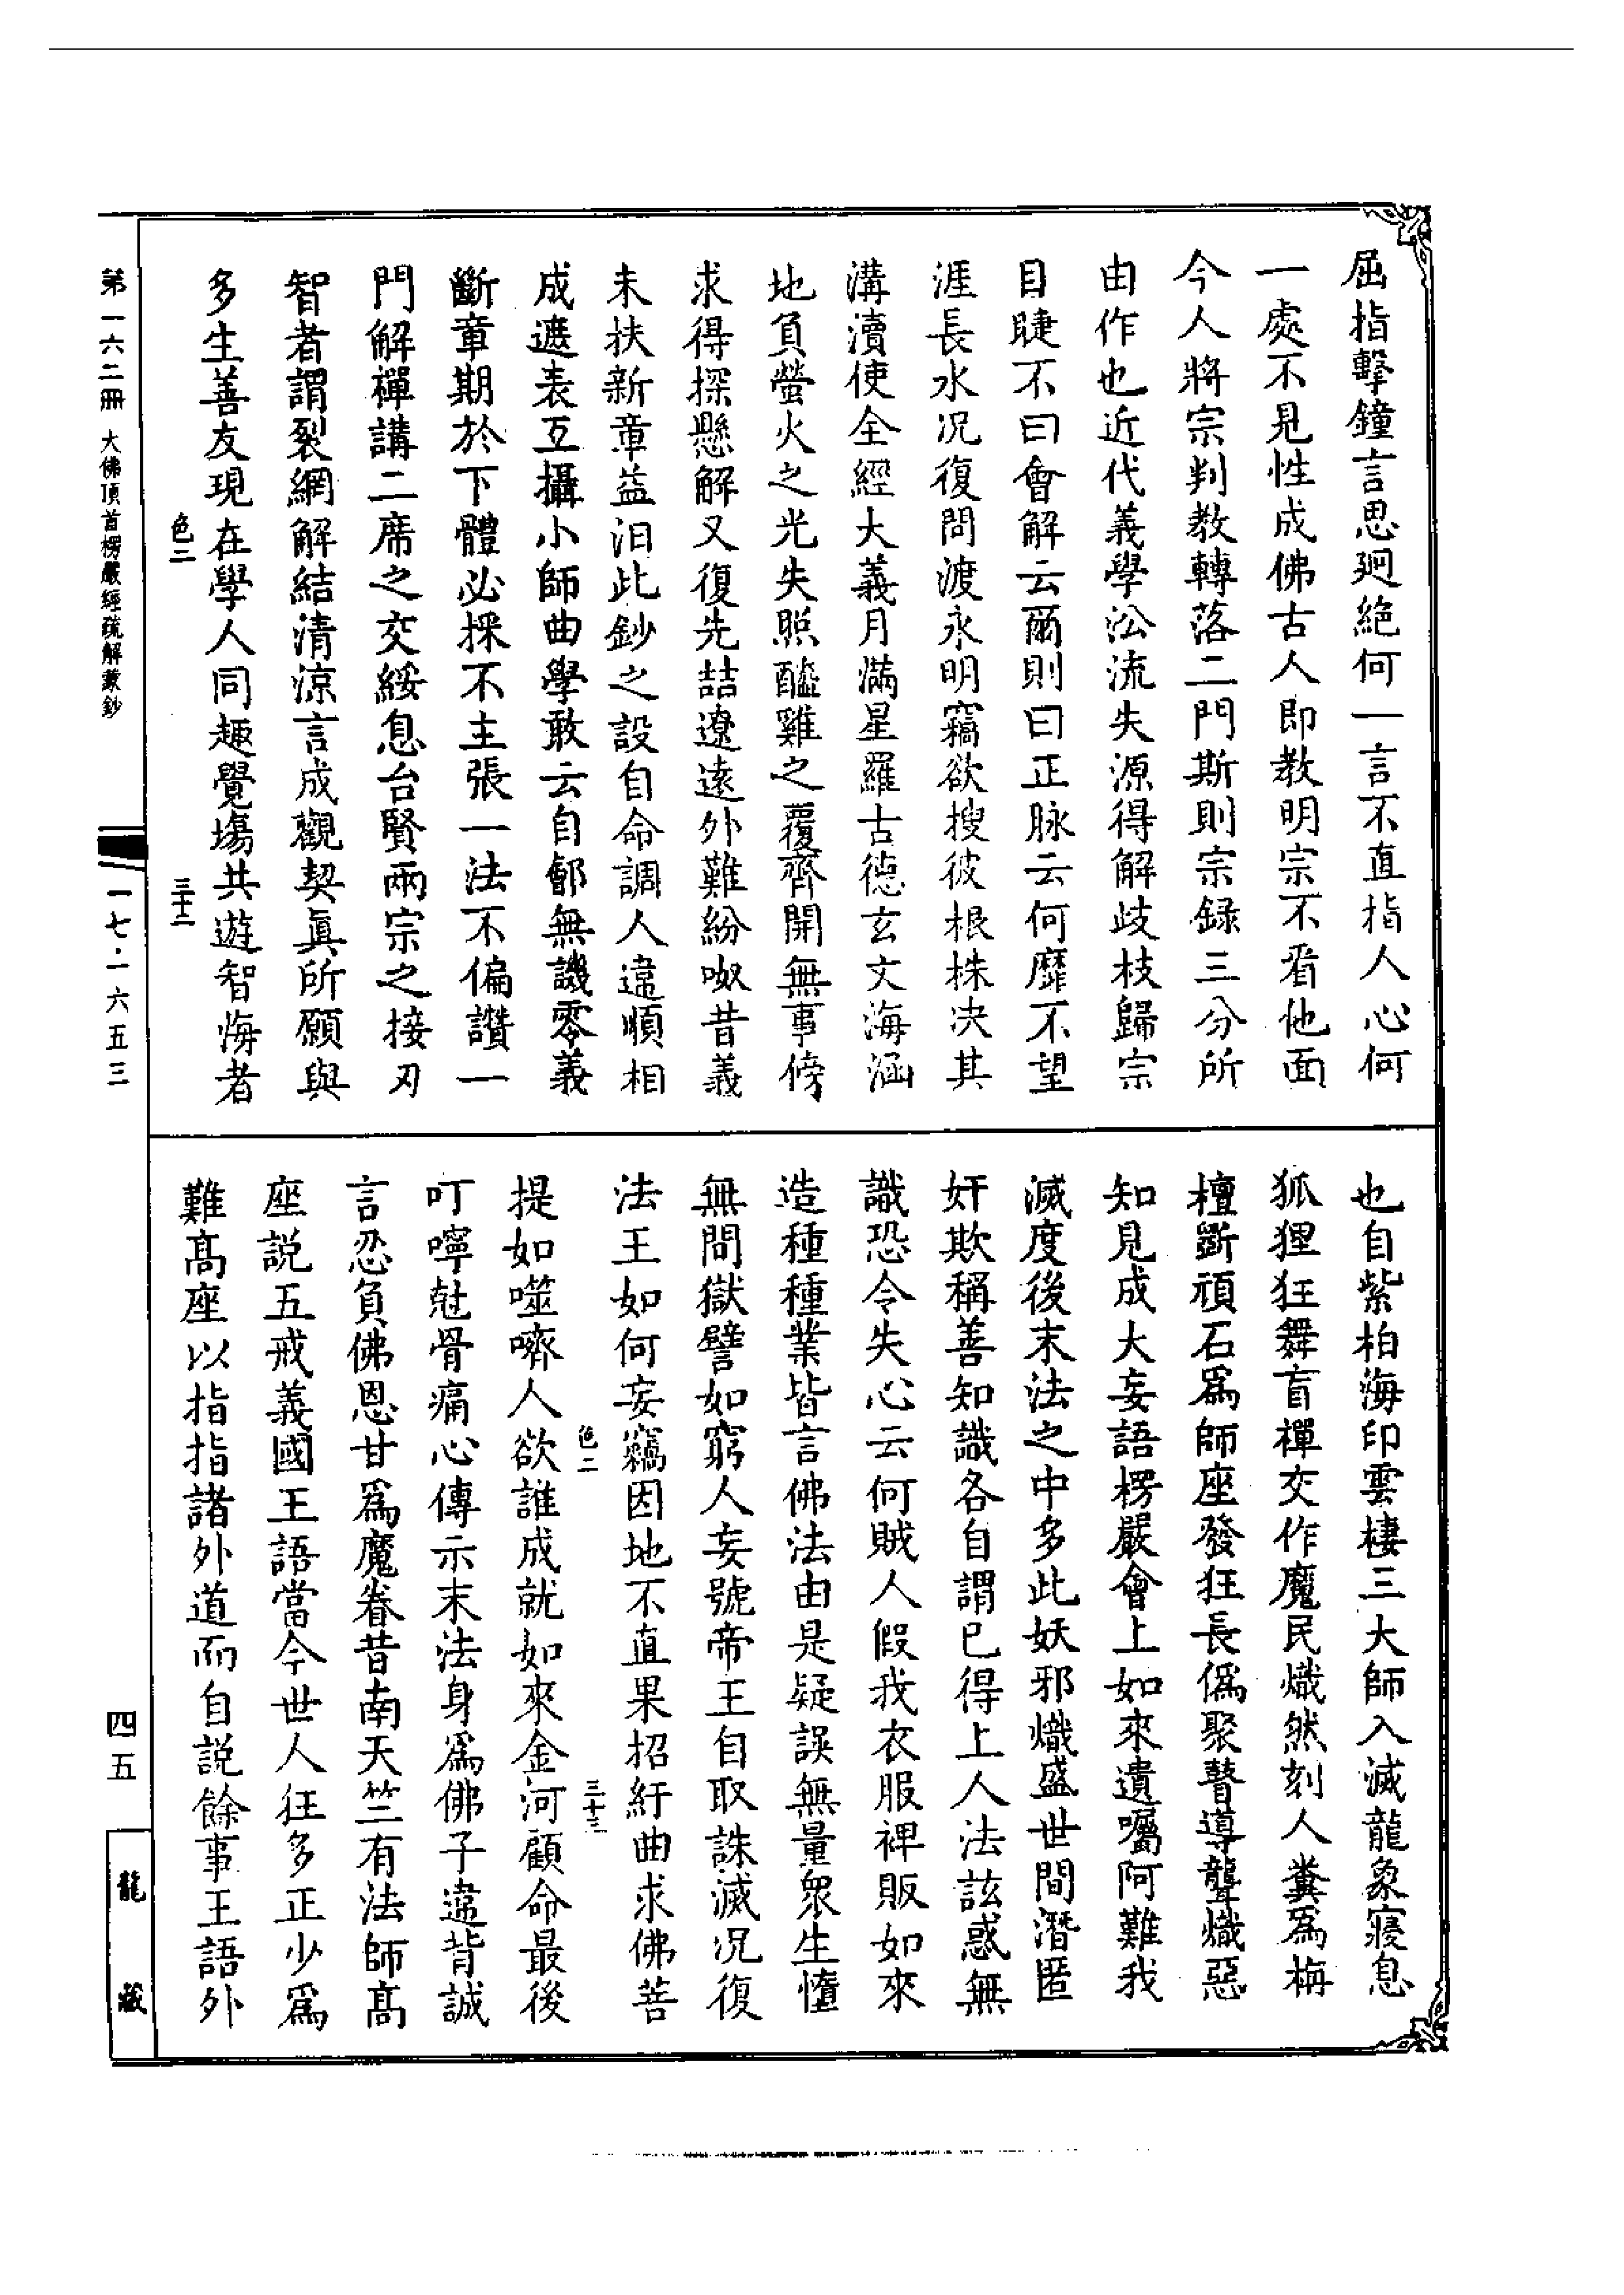 屈指擊鐘言思迥絕何一言不直指人心何
一處不見性成佛古人即教明宗不看他面
今人將宗判教轉落二門斯則宗録三分所
由作也近代義學㳂流失源得解歧枝歸宗
目睫不曰會解云爾則曰正脉云何靡不望
涯長水况復問渡永明竊欲搜彼根株决其
溝瀆使全經大義月滿星羅古德玄文海涵
地負螢火之光失照醯雞之覆齊開無事傍
求得探懸解又復先喆遼遠外難紛呶昔義
未扶新章益汩此鈔之設自命調人違順相
成遮表互攝小師曲學敢云自鄶無譏零義
斷章期於下體必採不主張一法不偏讚一
門解禪講二席之交綏息台賢兩宗之接刃
智者謂裂網解結清涼言成觀契眞所願與
多生善友現在學人同趣覺塲共遊智海者
色二
三十二
也自紫柏海印雲棲三大師入滅龍象寢息
狐狸狂舞盲禪交作魔民熾然刻人糞爲栴
檀斷頑石爲師座發狂長僞聚瞽導聾熾惡
知見成大妄語楞嚴會上如來遺囑阿難我
滅度後末法之中多此妖邪熾盛世間潛匿
奸欺稱善知識各自謂已得上人法詃惑無
識恐令失心云何賊人假我衣服裨販如來
造種種業皆言佛法由是疑誤無量衆生墮
無間獄譬如窮人妄號帝王自取誅滅况復
法王如何妄竊因地不直果招紆曲求佛菩
色二
三十三
提如噬嚌人欲誰成就如來金河顧命最後
叮嚀尅骨痛心傳示末法身爲佛子違背誠
言忍負佛恩甘爲魔眷昔南天竺有法師高
座説五戒義國王語當今世人狂多正少爲
難高座以指指諸外道而自説餘事王語外
第一六二冊
大佛頂首楞嚴經疏解蒙鈔
一七·一六五三
四五
龍藏